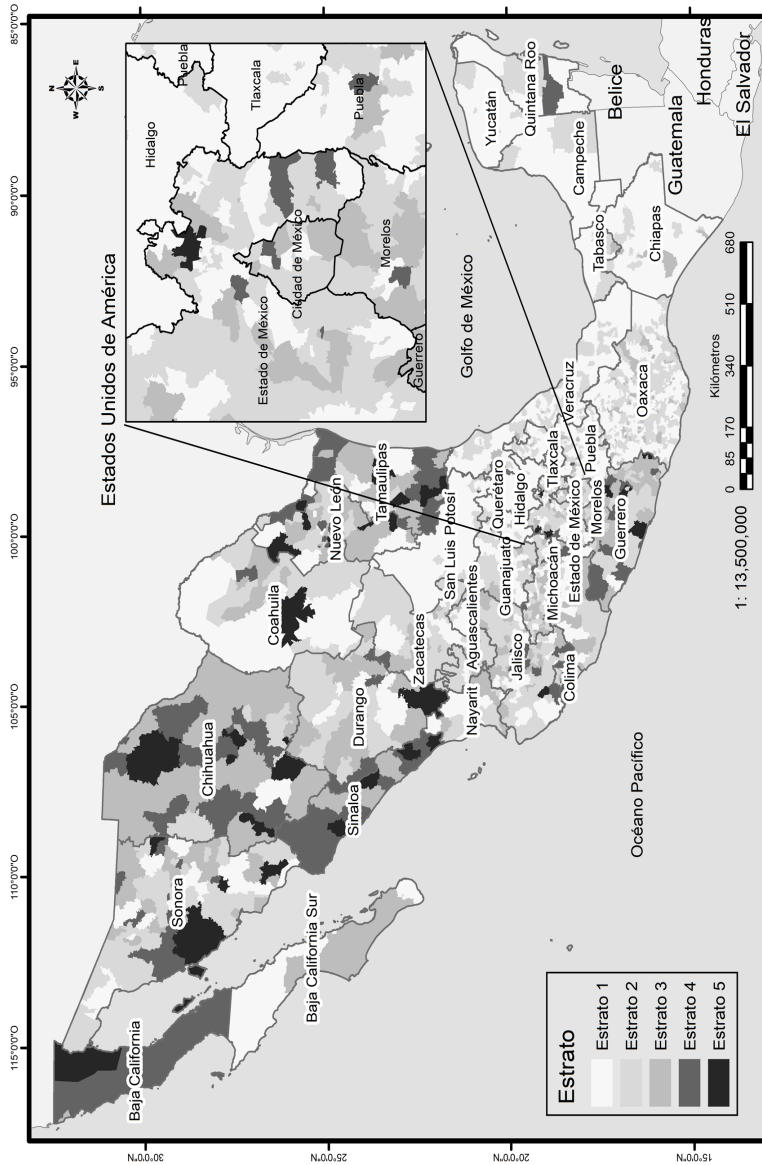 115°0'0"O
110°0'0"O
105°0'0"O
100°0'0"O
95°0'0"O
90°0'0"O
85°0'0"O
30°0'0"N
25°0'0"N
20°0'0"N
15°0'0"N
N
W
E
S
Estados Unidos de América
Hidalgo
Puebla
Tlaxcala
Estado de México
Ciudad de México
Puebla
Morelos
Guerrero
Baja California
Sonora
Chihuahua
Coahuila
Nuevo León
Tamaulipas
Baja California Sur
Sinaloa
Durango
Zacatecas
San Luis Potosí
Nayarit
Aguascalientes
Guanajuato
Querétaro
Hidalgo
Jalisco
Colima
Michoacán
Estado de México
Tlaxcala
Morelos
Puebla
Veracruz
Guerrero
Oaxaca
Tabasco
Chiapas
Campeche
Yucatán
Quintana Roo
Belice
Guatemala
Honduras
El Salvador
Golfo de México
Océano Pacífico
Estrato
Estrato 1
Estrato 2
Estrato 3
Estrato 4
Estrato 5
1: 13,500,000
0 85 170 340 510 680
Kilómetros